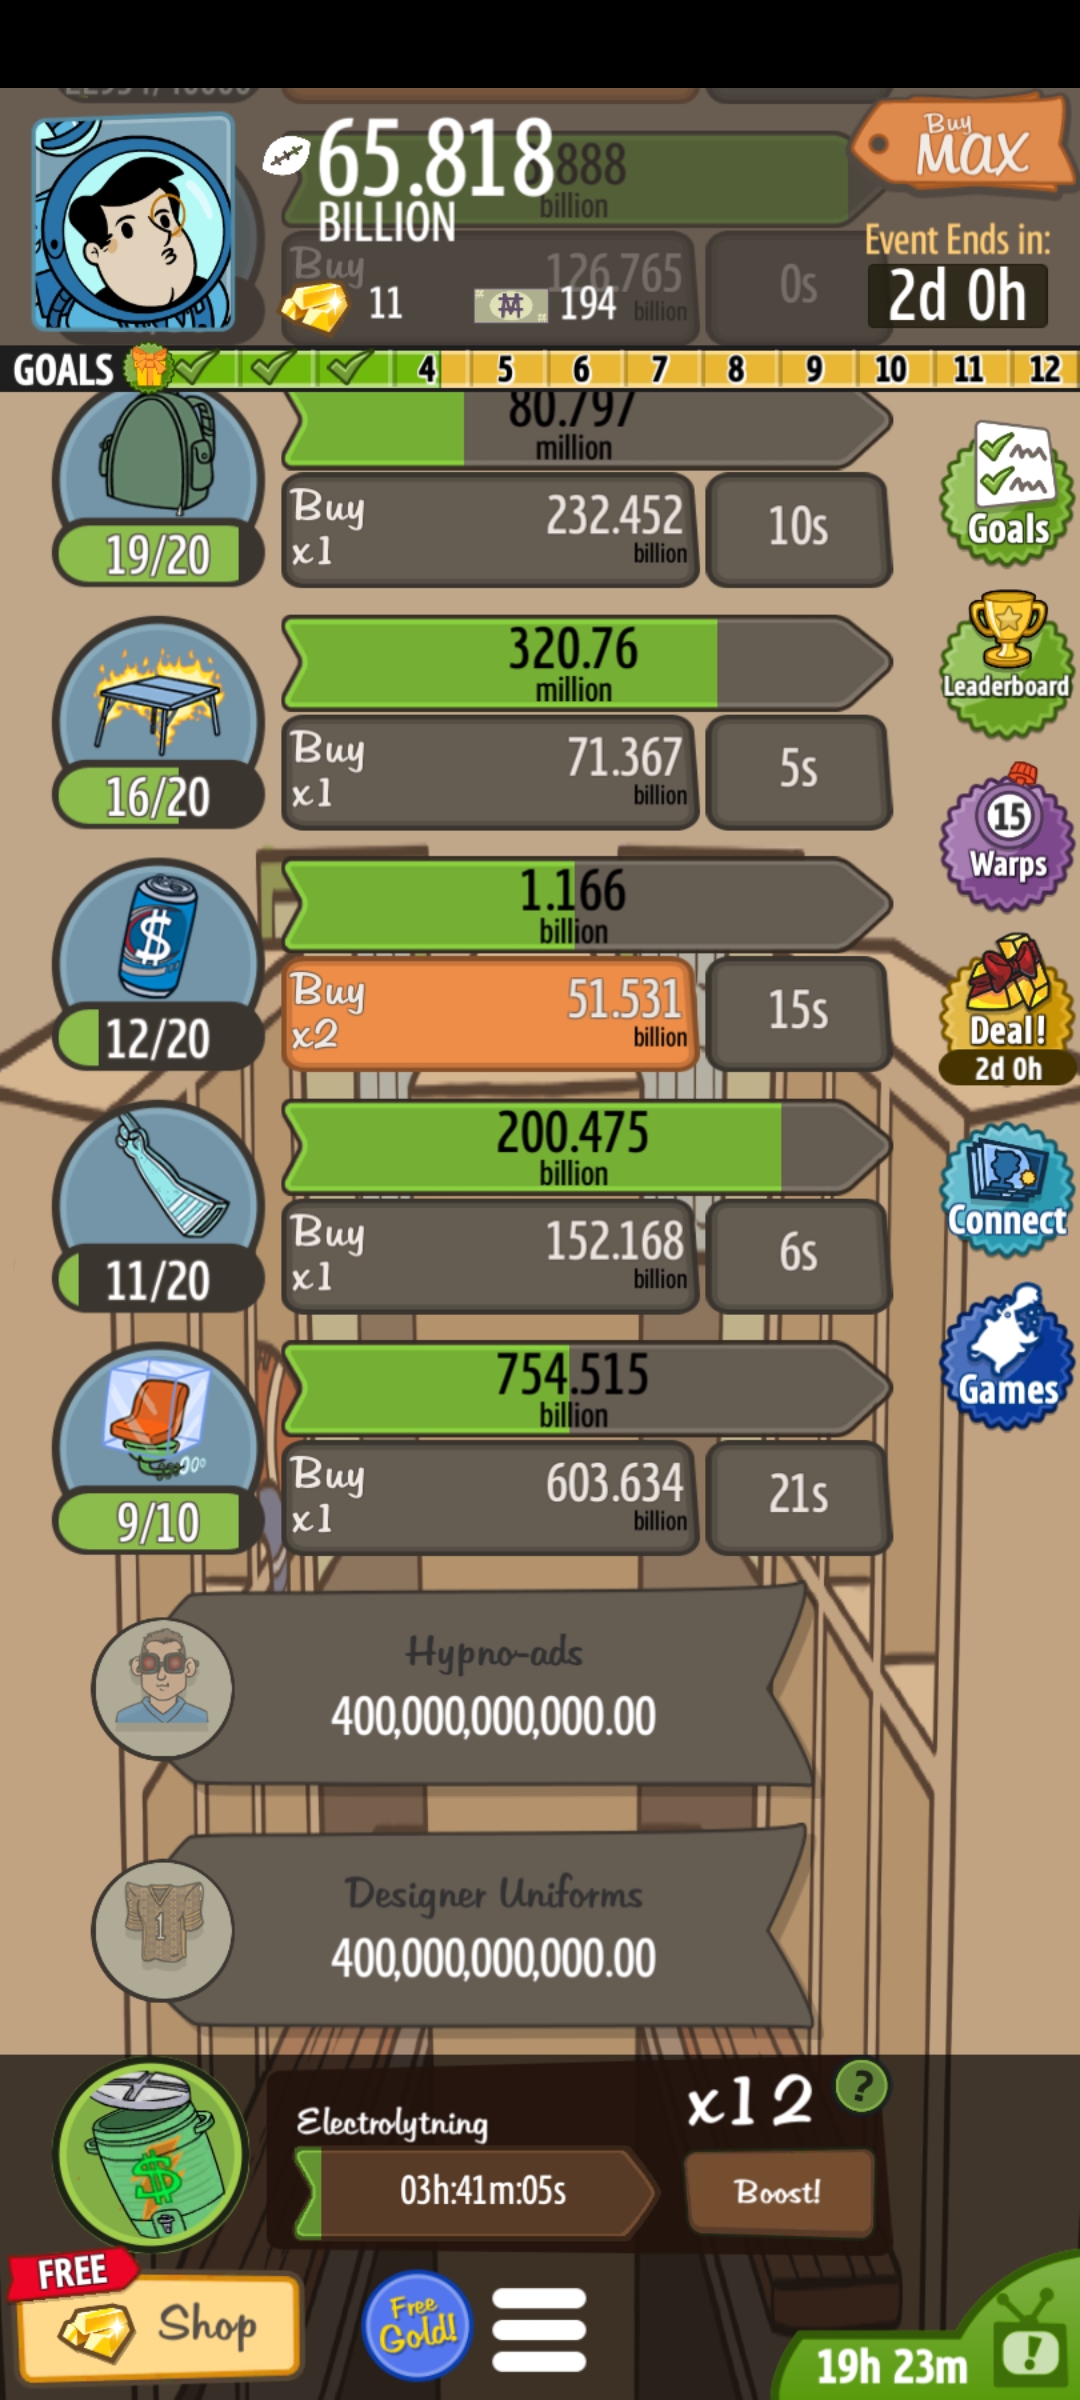 65.818
BILLION
888
billion
Buy
MAX
Event Ends in:
2d 0h
Buy
126.765
billion
0s
11
194
GOALS 4 5 6 7 8 9 10 11 12
80.797
million
19/20
Buy
x1
232.452
billion
10s
Goals
320.76
million
16/20
Buy
x1
71.367
billion
5s
Leaderboard
15
Warps
1.166
billion
12/20
Buy
x2
51.531
billion
15s
Deal!
2d 0h
200.475
billion
11/20
Buy
x1
152.168
billion
6s
Connect
754.515
billion
9/10
Buy
x1
603.634
billion
21s
Games
Hypno-ads
400,000,000,000.00
Designer Uniforms
1
400,000,000,000.00
Electrolytning
x12
?
03h:41m:05s
Boost!
FREE
Shop
Free
Gold!
19h 23m